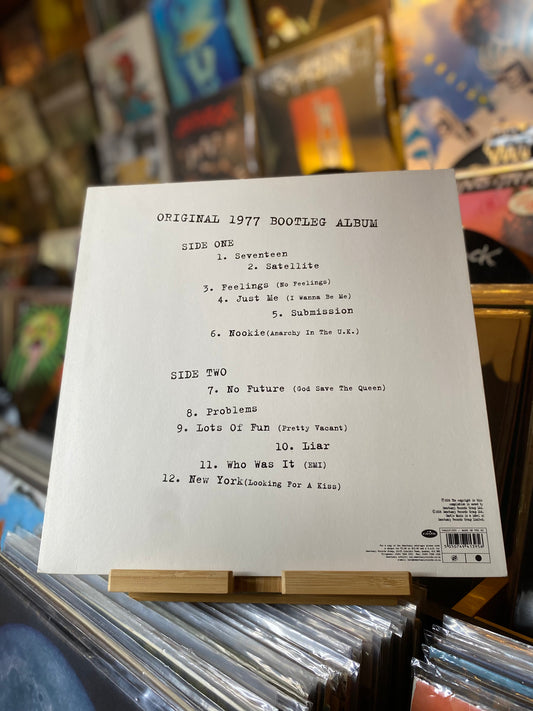 ORIGINAL 1977 BOOTLEG ALBUM
SIDE ONE
1. Seventeen
2. Satellite
3. Feelings (No Feelings)
4. Just Me (I Wanna Be Me)
5. Submission
6. Nookie(Anarchy In The U.K.)
SIDE TWO
7. No Future (God Save The Queen)
8. Problems
9. Lots Of Fun (Pretty Vacant)
10. Liar
11. Who Was It (EMI)
12. New York(Looking For A Kiss)